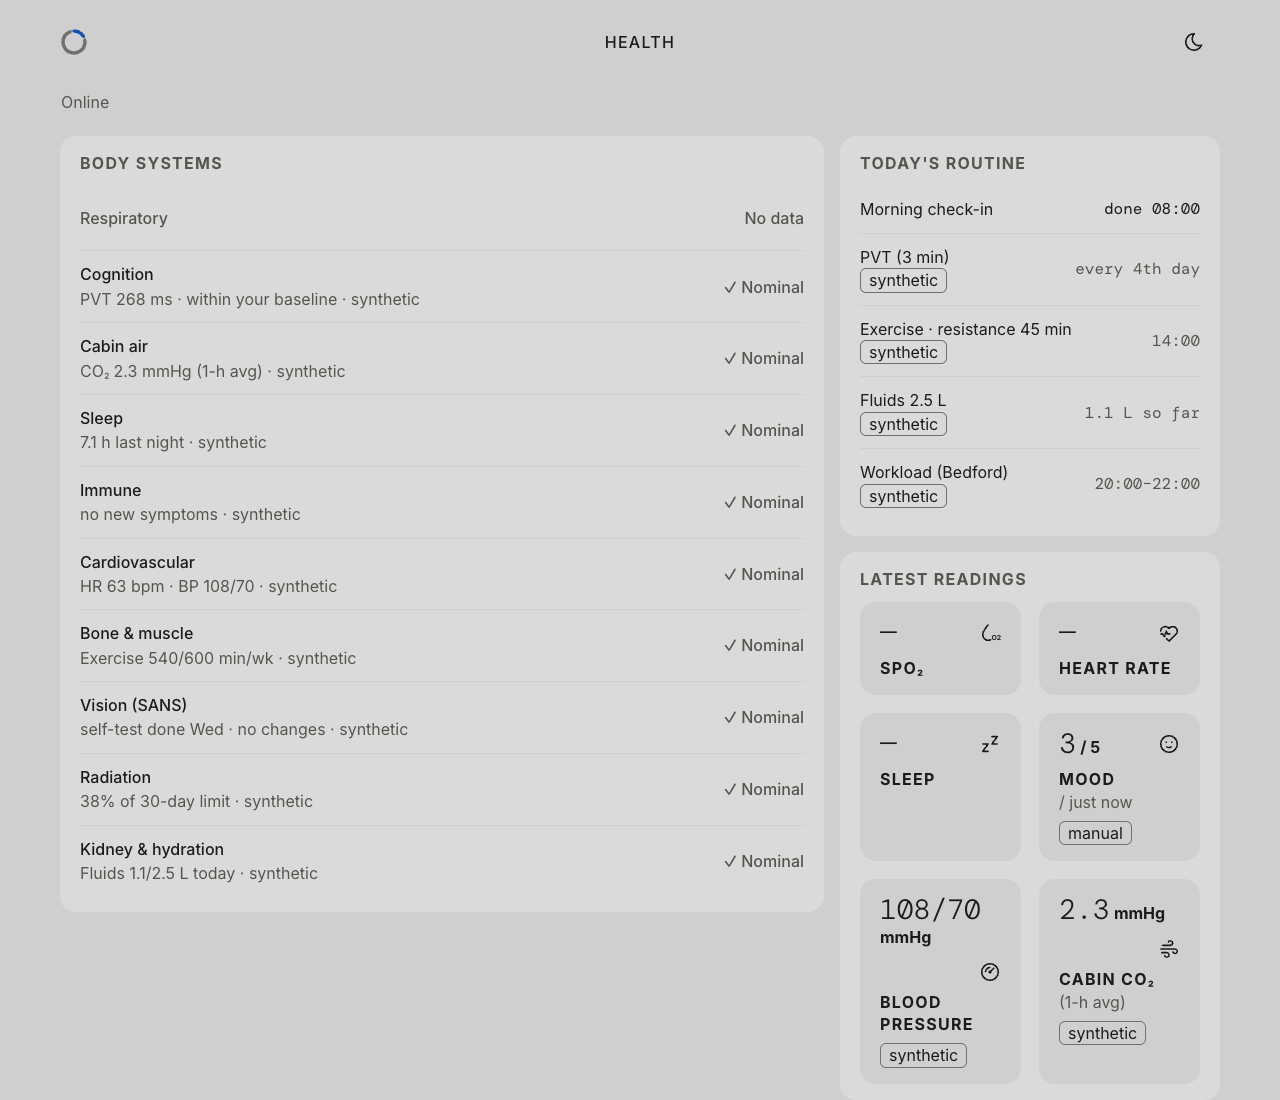 HEALTH
Online
BODY SYSTEMS
Respiratory
No data
Cognition
PVT 268 ms · within your baseline · synthetic
✓ Nominal
Cabin air
CO₂ 2.3 mmHg (1-h avg) · synthetic
✓ Nominal
Sleep
7.1 h last night · synthetic
✓ Nominal
Immune
no new symptoms · synthetic
✓ Nominal
Cardiovascular
HR 63 bpm · BP 108/70 · synthetic
✓ Nominal
Bone & muscle
Exercise 540/600 min/wk · synthetic
✓ Nominal
Vision (SANS)
self-test done Wed · no changes · synthetic
✓ Nominal
Radiation
38% of 30-day limit · synthetic
✓ Nominal
Kidney & hydration
Fluids 1.1/2.5 L today · synthetic
✓ Nominal
TODAY'S ROUTINE
Morning check-in
done 08:00
PVT (3 min)
synthetic
every 4th day
Exercise · resistance 45 min
synthetic
14:00
Fluids 2.5 L
synthetic
1.1 L so far
Workload (Bedford)
synthetic
20:00–22:00
LATEST READINGS
—
O2
SPO₂
—
HEART RATE
—
zZ
SLEEP
3 / 5
MOOD
/ just now
manual
108/70
mmHg
BLOOD
PRESSURE
synthetic
2.3 mmHg
CABIN CO₂
(1-h avg)
synthetic